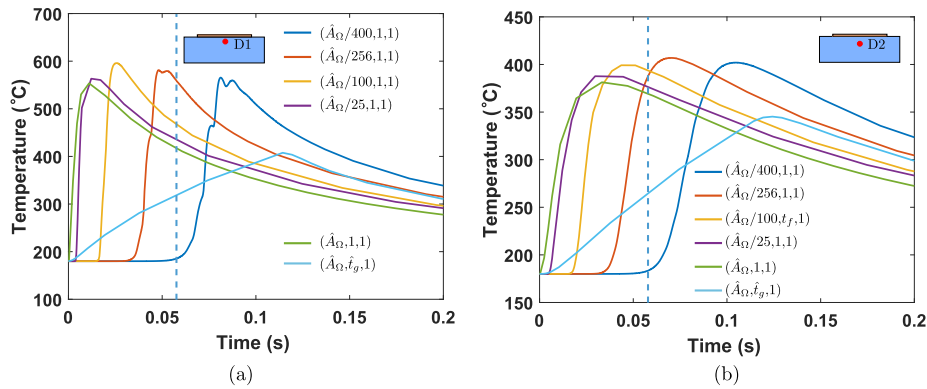 700
600
500
400
300
200
100
Temperature (°C)
0
0.05
0.1
0.15
0.2
Time (s)
D1
(Â_Ω/400,1,1)
(Â_Ω/256,1,1)
(Â_Ω/100,1,1)
(Â_Ω/25,1,1)
(Â_Ω,1,1)
(Â_Ω,t̂_g,1)
(a)
450
400
350
300
250
200
150
Temperature (°C)
0
0.05
0.1
0.15
0.2
Time (s)
D2
(Â_Ω/400,1,1)
(Â_Ω/256,1,1)
(Â_Ω/100,t_f,1)
(Â_Ω/25,1,1)
(Â_Ω,1,1)
(Â_Ω,t̂_g,1)
(b)